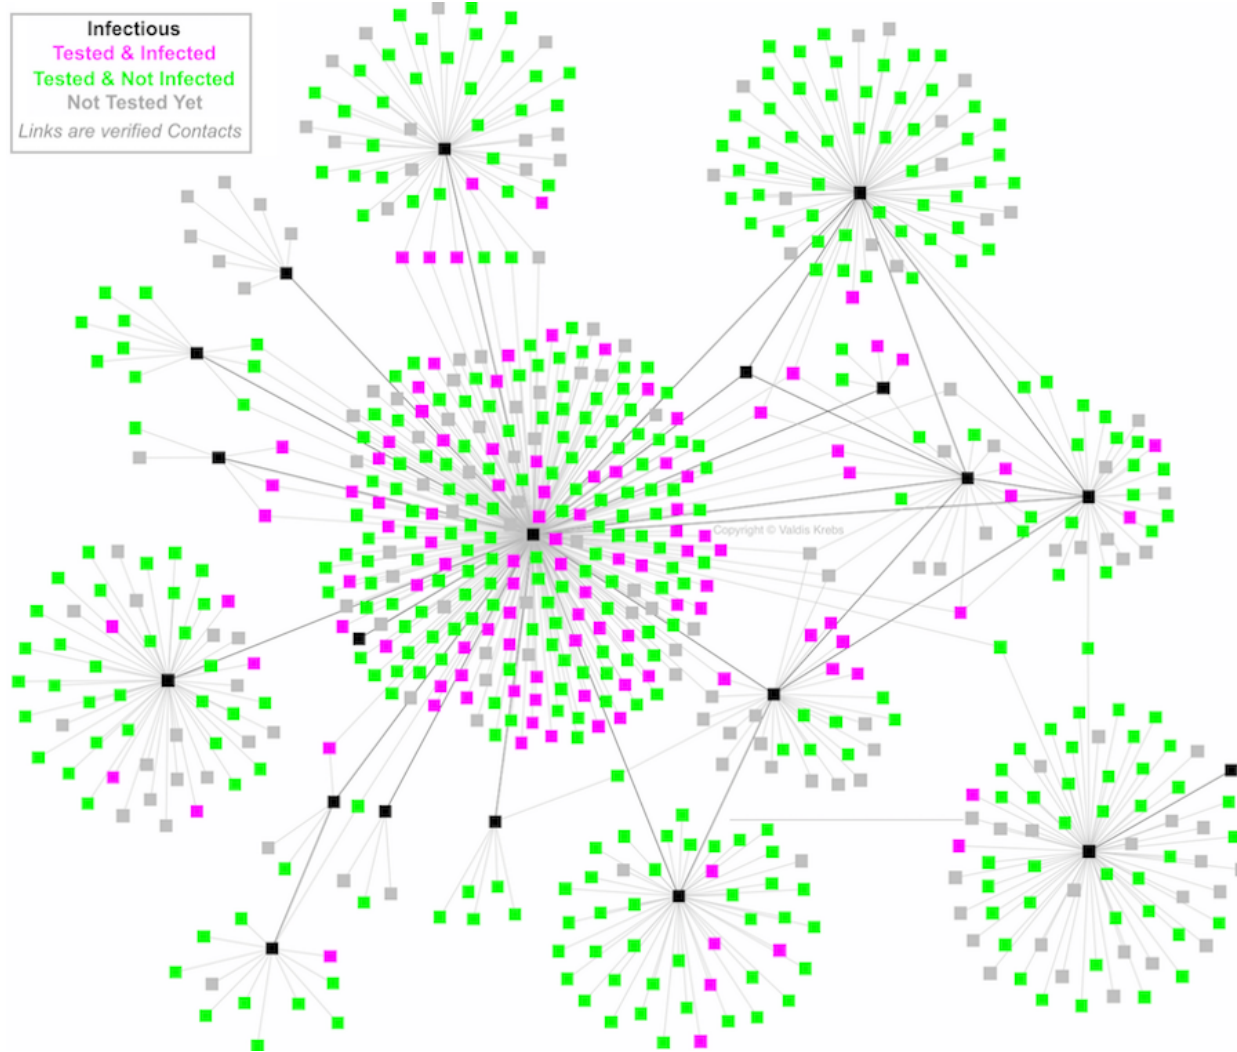 Infectious
Tested & Infected
Tested & Not Infected
Not Tested Yet
Links are verified Contacts
Copyright © Valdis Krebs